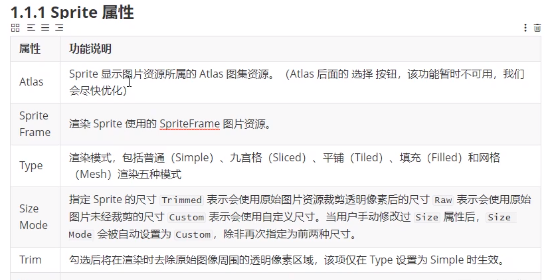 1.1.1 Sprite 属性
属性 功能说明
Atlas Sprite 显示图片资源所属的 Atlas 图集资源。（Atlas 后面的 选择 按钮，该功能暂时不可用，我们
会尽快优化）
Sprite Frame 渲染 Sprite 使用的 SpriteFrame 图片资源。
Type 渲染模式，包括普通（Simple）、九宫格（Sliced）、平铺（Tiled）、填充（Filled）和网格
（Mesh）渲染五种模式
Size Mode 指定 Sprite 的尺寸 Trimmed 表示会使用原始图片资源裁剪透明像素后的尺寸 Raw 表示会使用原始
图片未经裁剪的尺寸 Custom 表示会使用自定义尺寸。当用户手动修改过 Size 属性后，Size
Mode 会被自动设置为 Custom，除非再次指定为前两种尺寸。
Trim 勾选后将在渲染时去除原始图像周围的透明像素区域，该项仅在 Type 设置为 Simple 时生效。